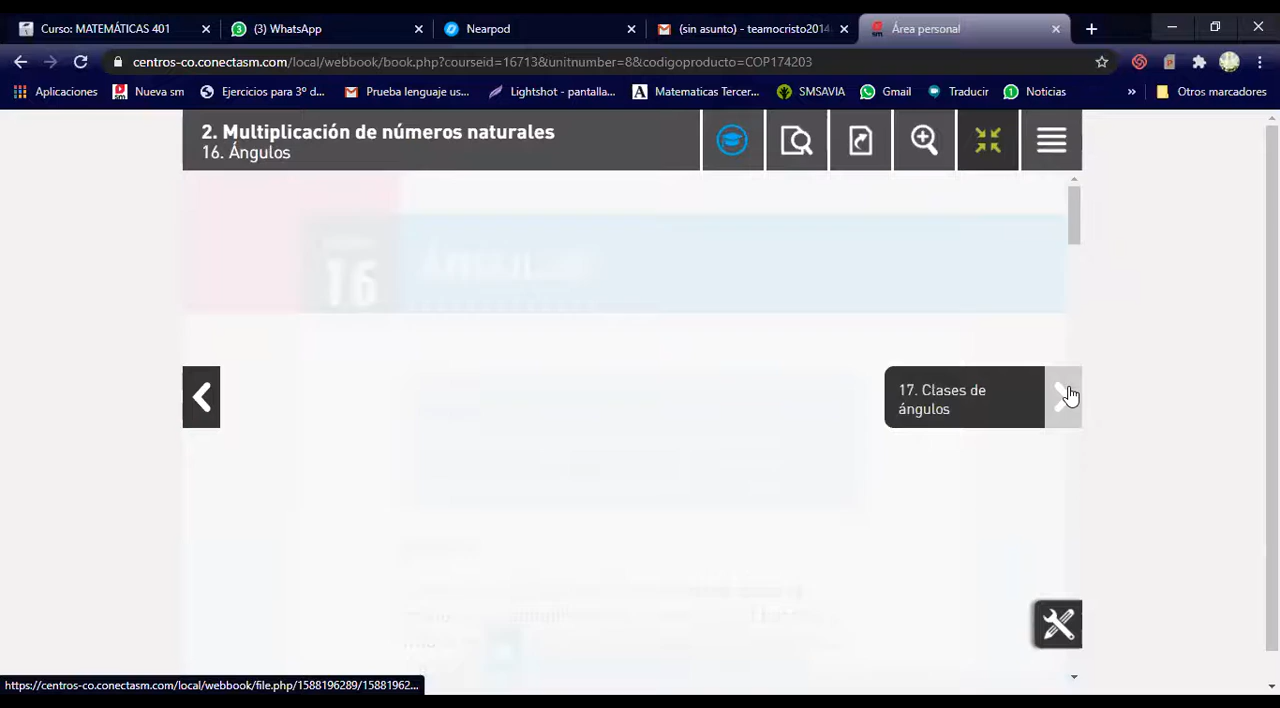 Curso: MATEMÁTICAS 401
(3) WhatsApp
Nearpod
(sin asunto) - teamocristo2014
Área personal
centros-co.conectasm.com/local/webbook/book.php?courseid=16713&unitnumber=8&codigoproducto=COP174203
Aplicaciones
Nueva sm
Ejercicios para 3º d...
Prueba lenguaje us...
Lightshot - pantalla...
Matematicas Tercer...
SMSAVIA
Gmail
Traducir
Noticias
»
Otros marcadores
2. Multiplicación de números naturales
16. Ángulos
16
17. Clases de
ángulos
https://centros-co.conectasm.com/local/webbook/file.php/1588196289/15881962...